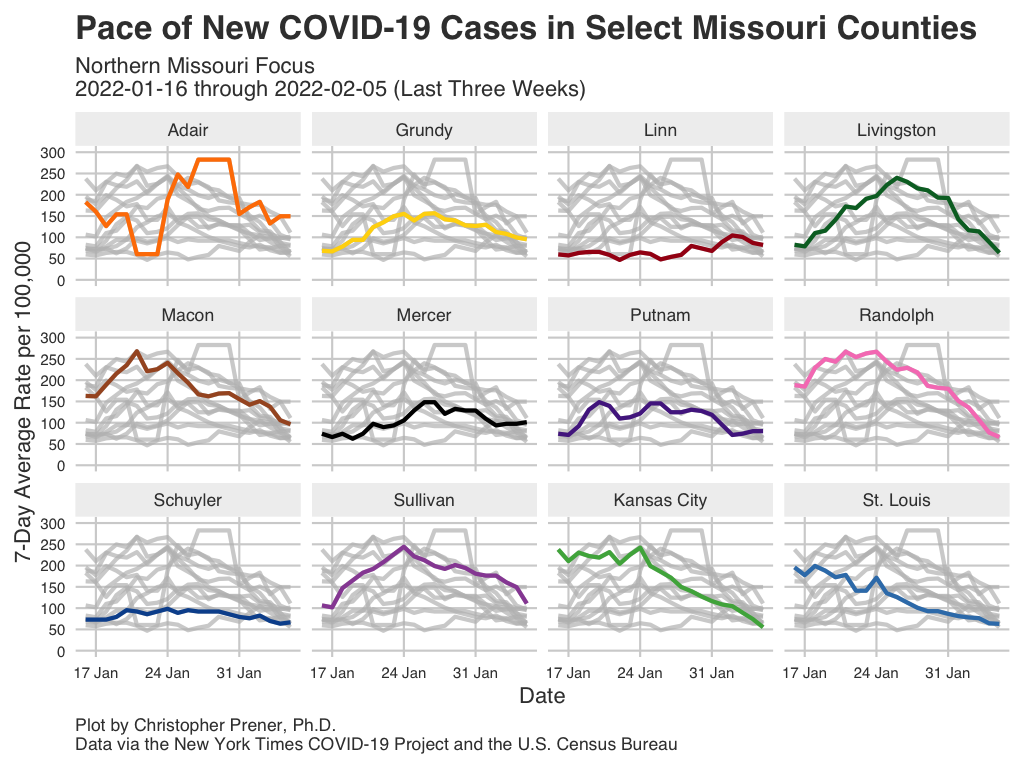 Pace of New COVID-19 Cases in Select Missouri Counties
Northern Missouri Focus
2022-01-16 through 2022-02-05 (Last Three Weeks)
Adair Grundy Linn Livingston
300
250
200
150
100
50
0
Macon Mercer Putnam Randolph
300
250
200
150
100
50
0
Schuyler Sullivan Kansas City St. Louis
300
250
200
150
100
50
0
7-Day Average Rate per 100,000
17 Jan 24 Jan 31 Jan 17 Jan 24 Jan 31 Jan 17 Jan 24 Jan 31 Jan 17 Jan 24 Jan 31 Jan
Date
Plot by Christopher Prener, Ph.D.
Data via the New York Times COVID-19 Project and the U.S. Census Bureau